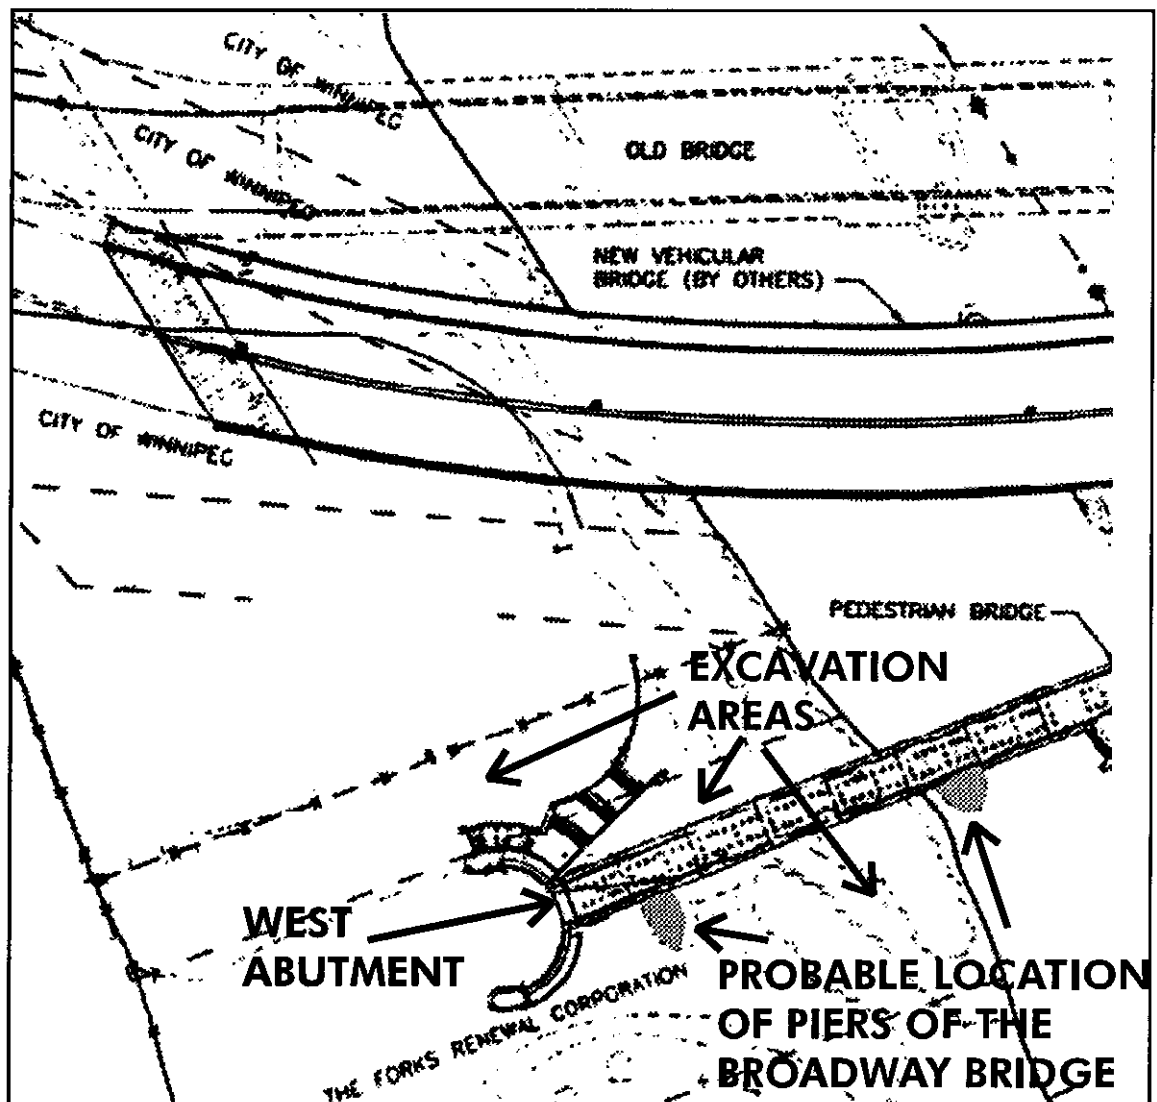 CITY OF WINNIPEG
CITY OF WINNIPEG
OLD BRIDGE
NEW VEHICULAR
BRIDGE (BY OTHERS)
CITY OF WINNIPEG
PEDESTRIAN BRIDGE
EXCAVATION
AREAS
WEST
ABUTMENT
PROBABLE LOCATION
OF PIERS OF THE
BROADWAY BRIDGE
THE FORKS RENEWAL CORPORATION